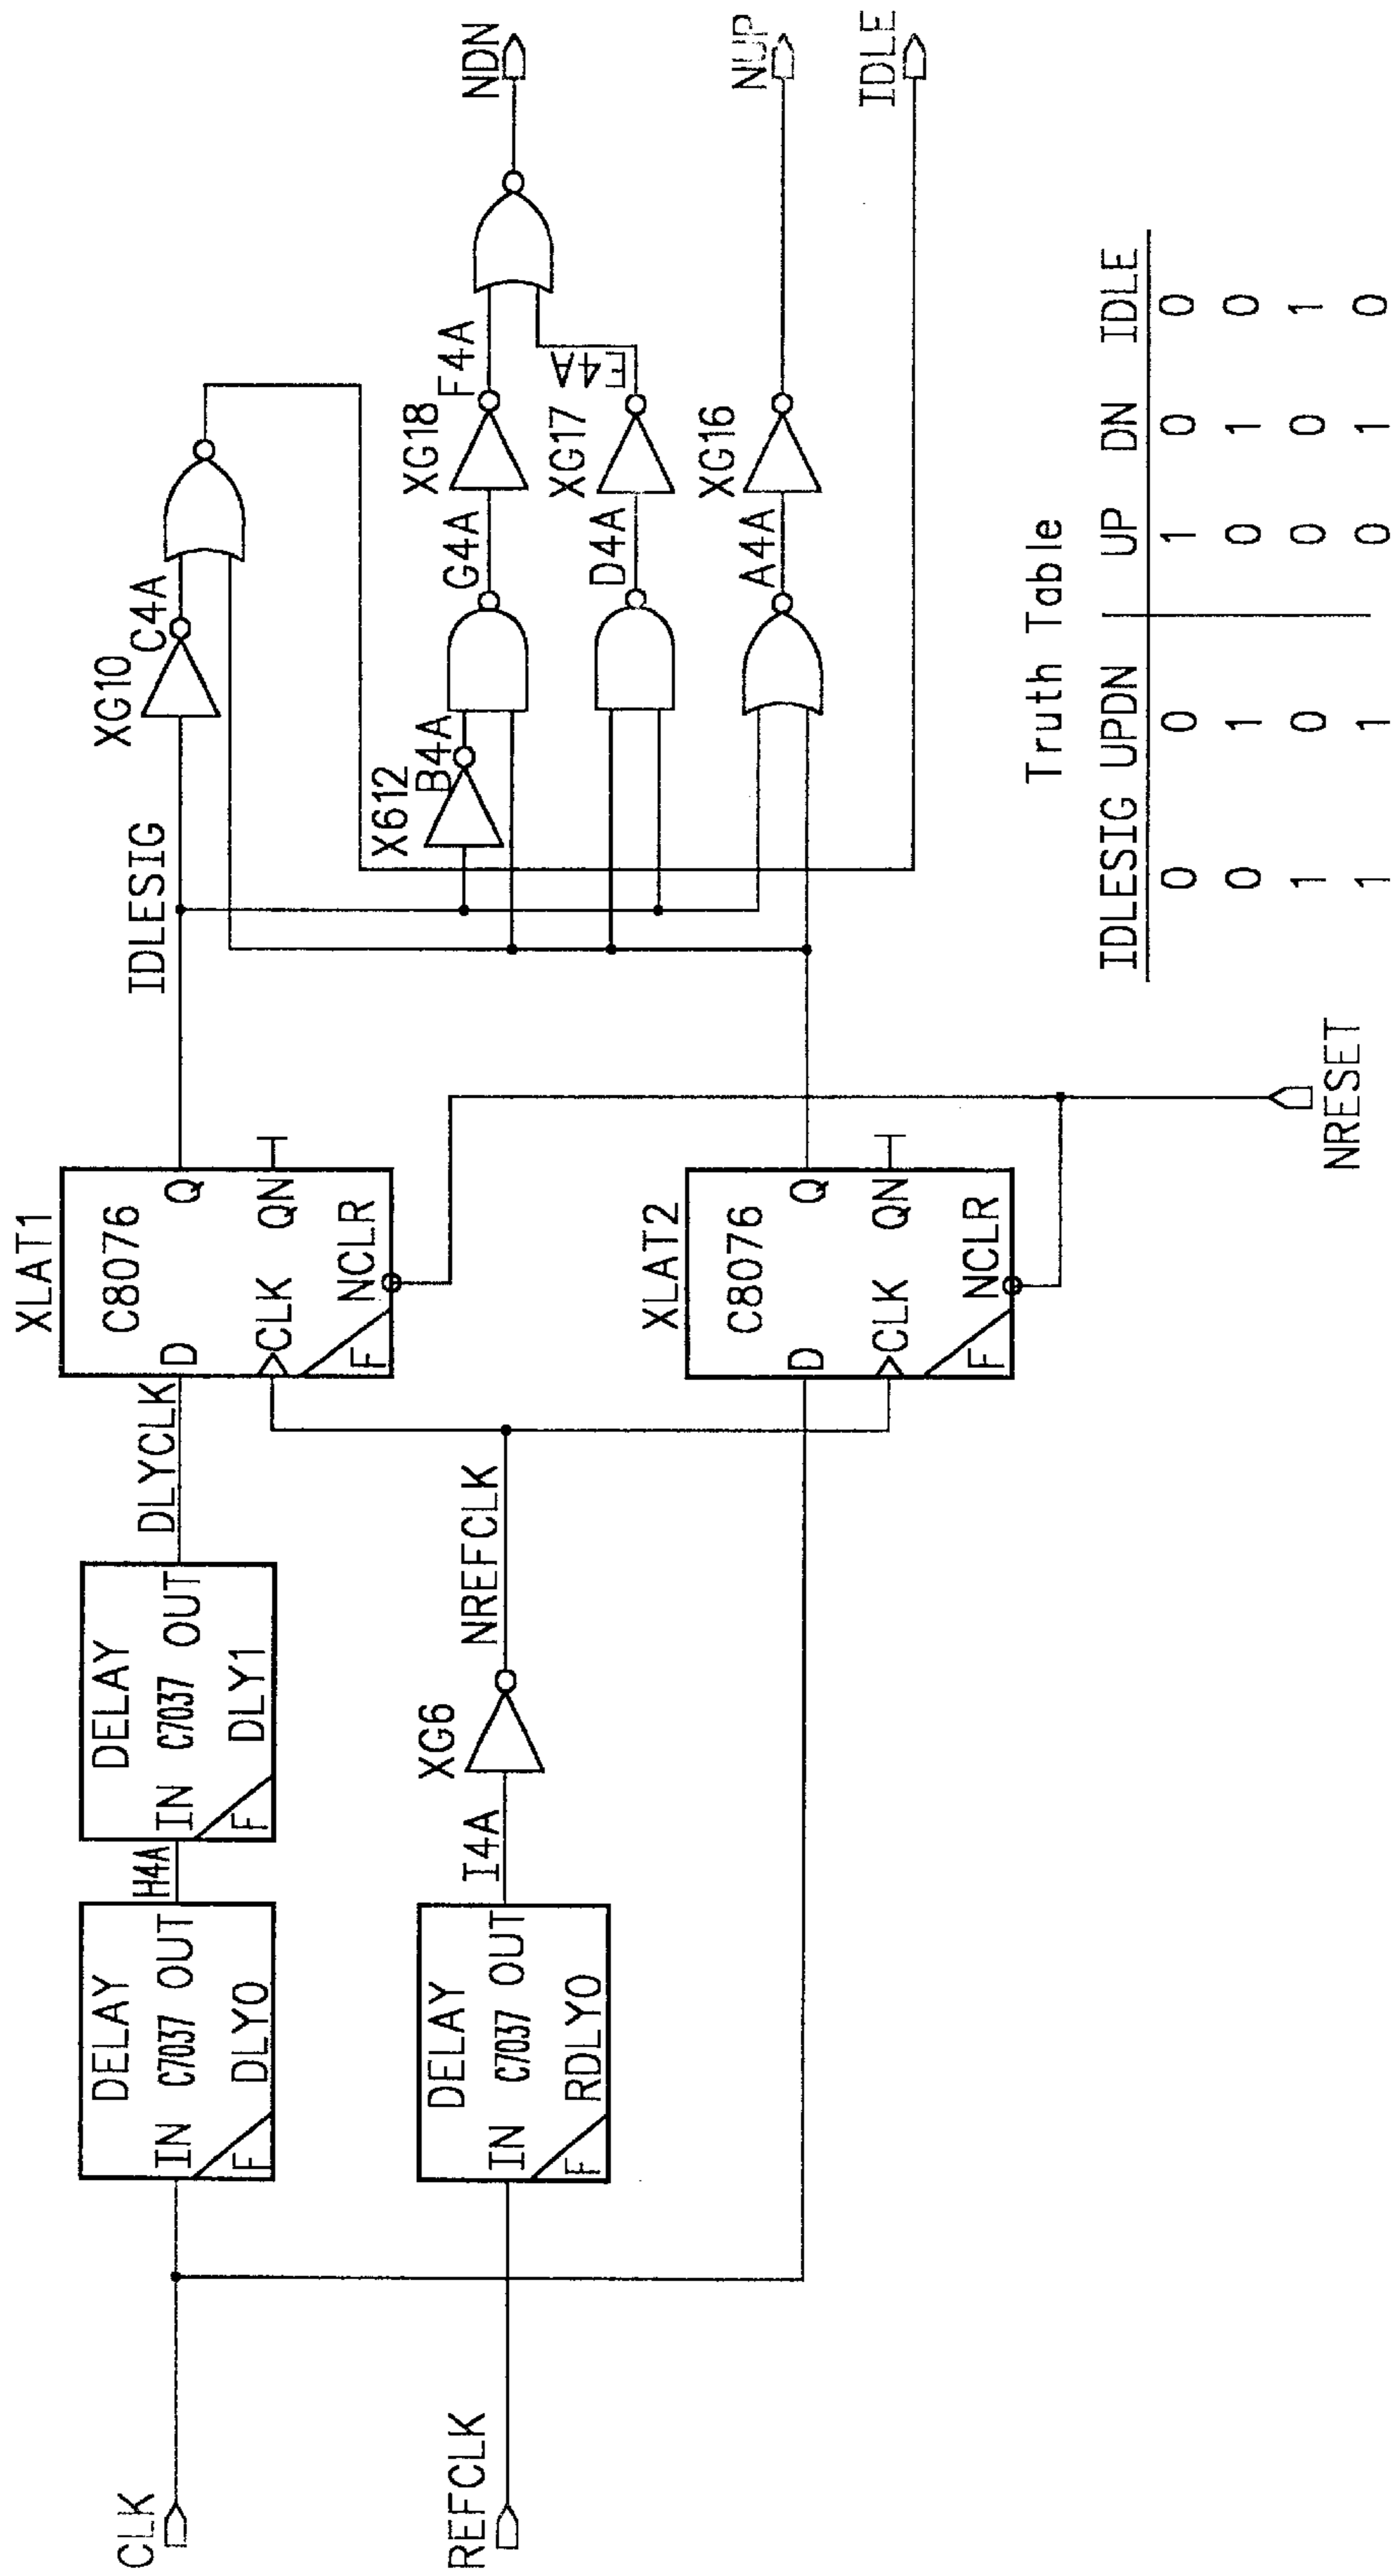 CLK
REFCLK
DELAY
IN C7037 OUT
F DLY0
H4A
DELAY
IN C7037 OUT
F DLY1
DLYCLK
DELAY
IN C7037 OUT
F RDLY0
I4A
XG6
NREFCLK
XLAT1
C8076
D Q
CLK QN
F NCLR
XLAT2
C8076
D Q
CLK QN
F NCLR
NRESET
IDLESIG
XG10
C4A
X612
B4A
G4A
XG18
F4A
D4A
XG17
E4A
A4A
XG16
NDN
NUP
IDLE
Truth Table
IDLESIG UPDN UP DN IDLE
0 0 1 0 0
0 1 0 1 0
1 0 0 0 1
1 1 0 1 0